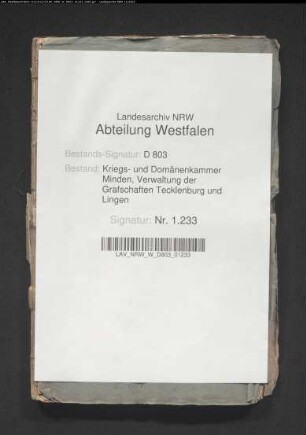 Landesarchiv NRW
Abteilung Westfalen
Bestands-Signatur: D 803
Bestand: Kriegs- und Domänenkammer
Minden, Verwaltung der
Grafschaften Tecklenburg und
Lingen
Signatur: Nr. 1.233
LAV_NRW_W_D803_01233